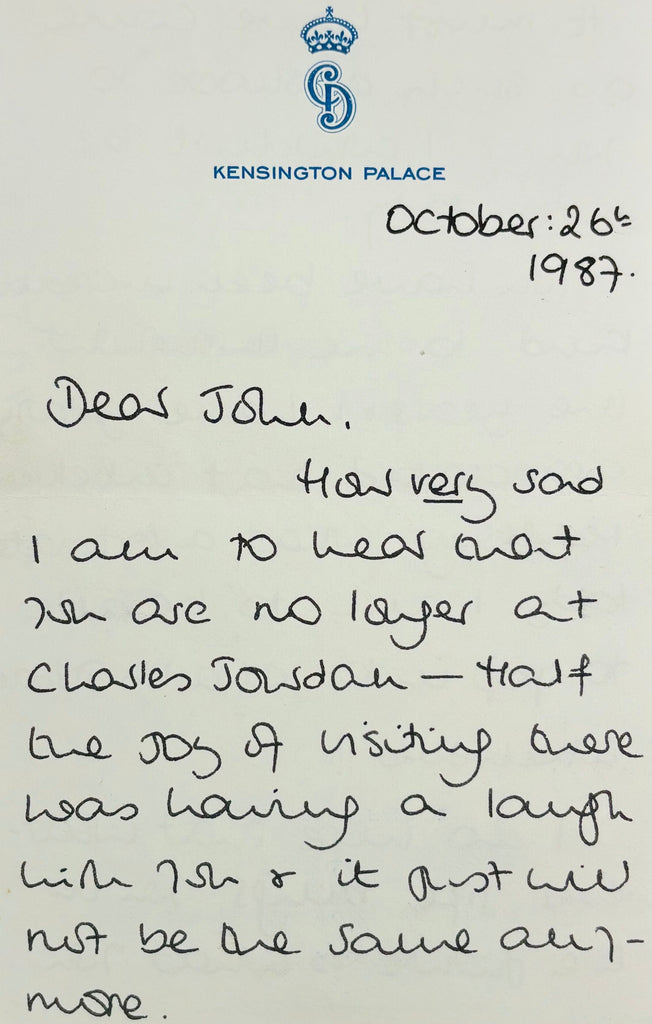 KENSINGTON PALACE
October: 26th
1987.
Dear John.
How very sad
I am to hear that
you are no longer at
Charles Jourdan — Half
the joy of visiting there
was having a laugh
with you & it just will
not be the same any-
more.